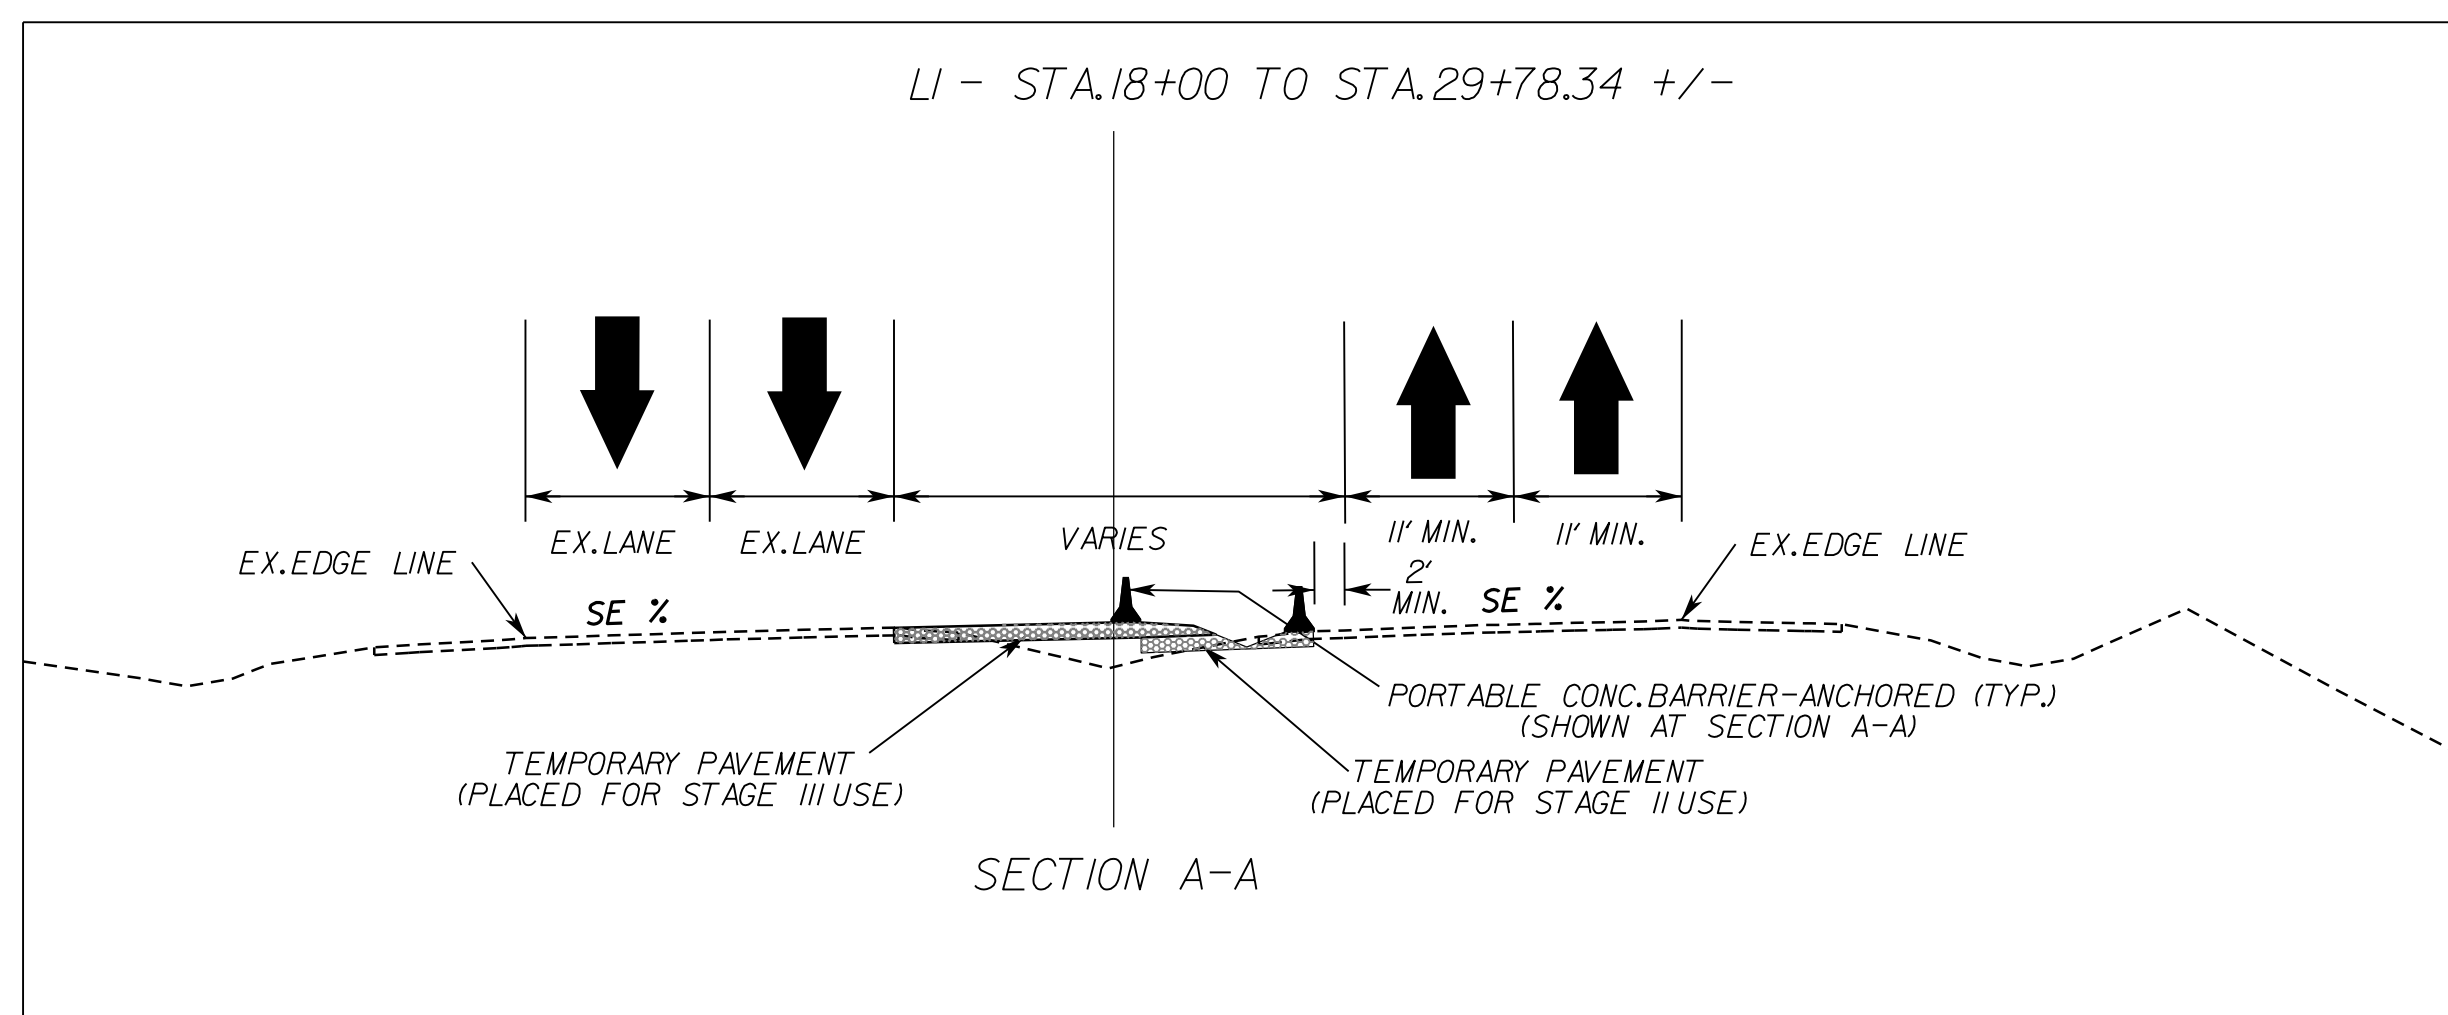 L1 - STA. 18+00 TO STA. 29+78.34 +/-
EX. LANE
EX. LANE
VARIES
11' MIN.
11' MIN.
EX. EDGE LINE
EX. EDGE LINE
2'
MIN.
SE %
SE %
PORTABLE CONC. BARRIER-ANCHORED (TYP.)
(SHOWN AT SECTION A-A)
TEMPORARY PAVEMENT
(PLACED FOR STAGE III USE)
TEMPORARY PAVEMENT
(PLACED FOR STAGE II USE)
SECTION A-A